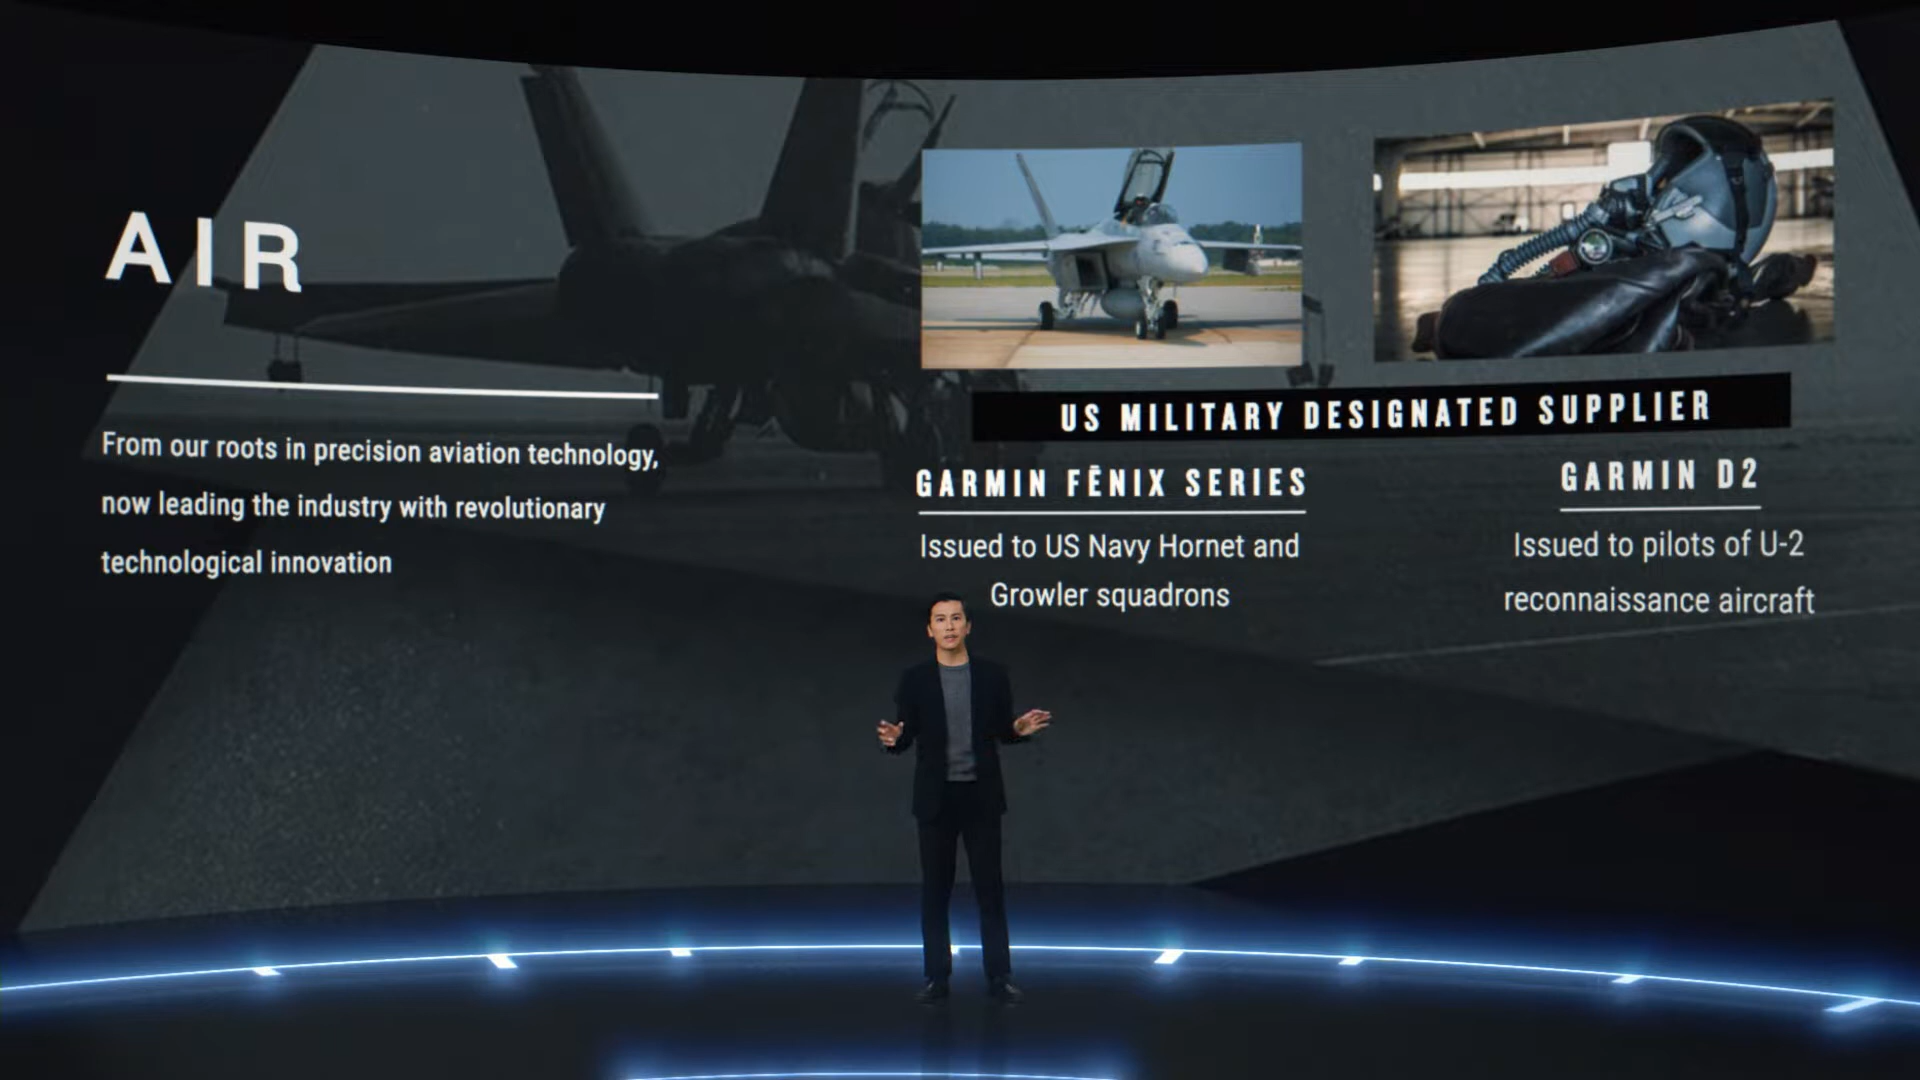 AIR
From our roots in precision aviation technology,
now leading the industry with revolutionary
technological innovation
US MILITARY DESIGNATED SUPPLIER
GARMIN FĒNIX SERIES
Issued to US Navy Hornet and
Growler squadrons
GARMIN D2
Issued to pilots of U-2
reconnaissance aircraft